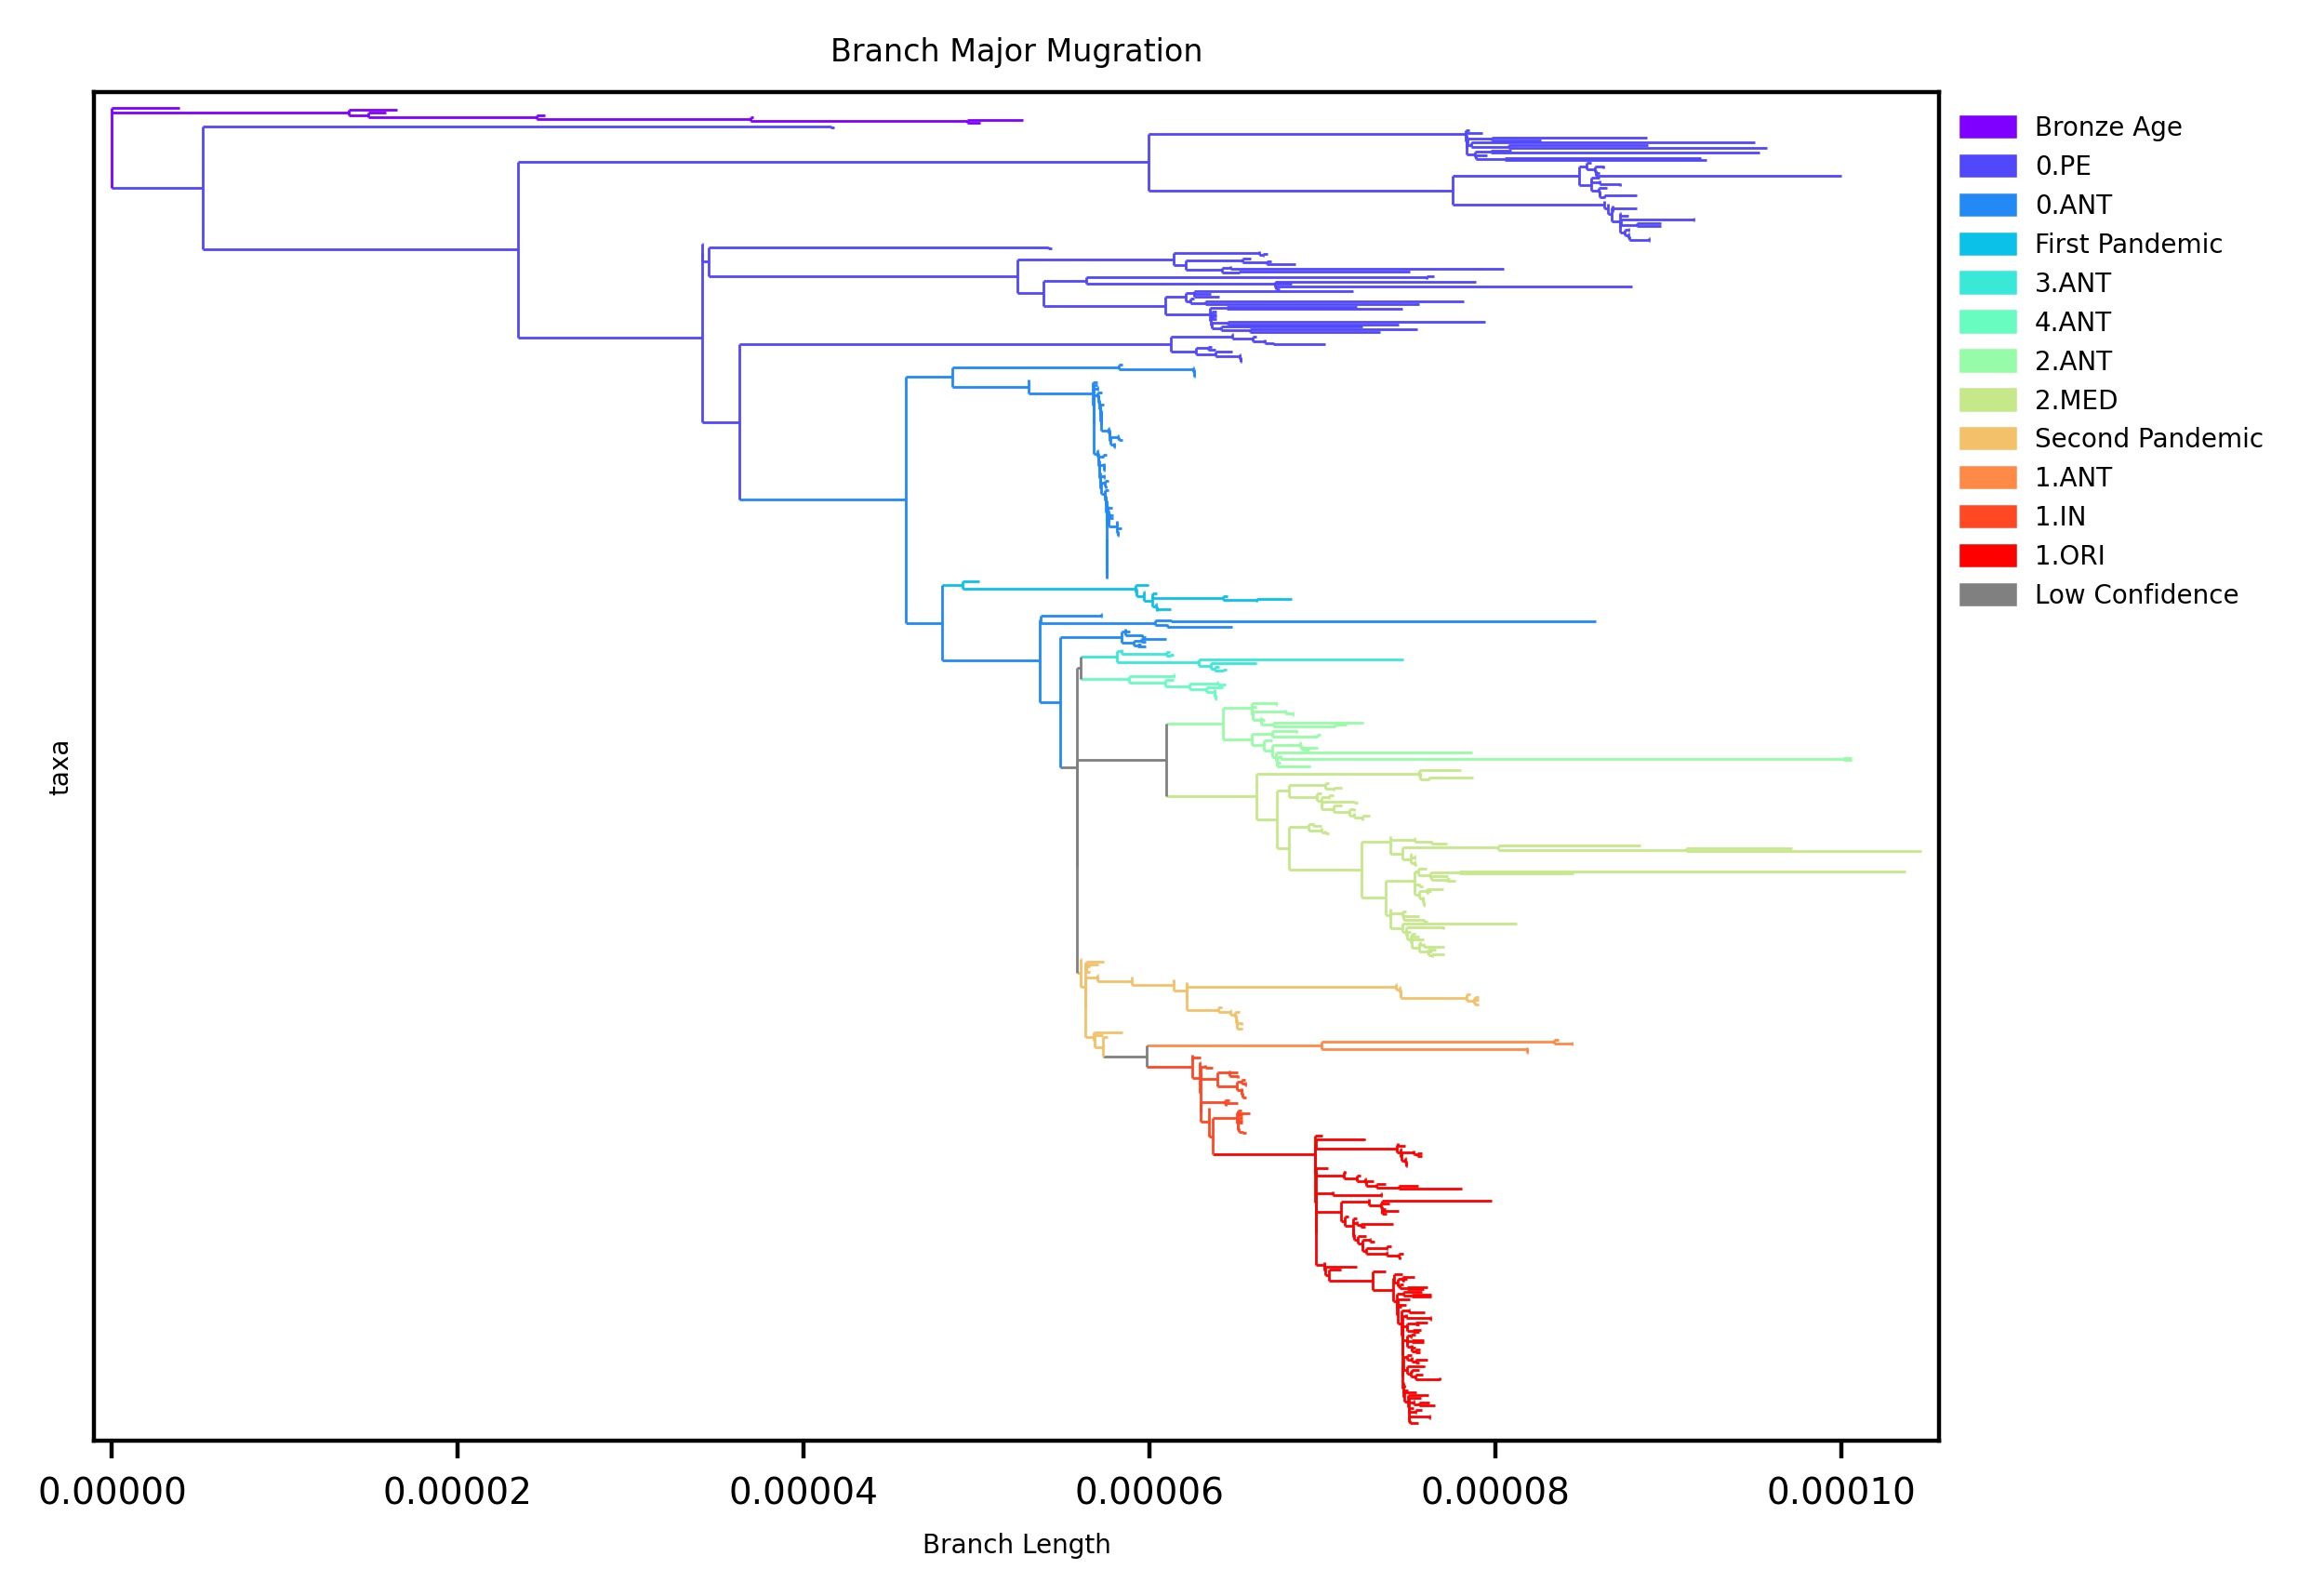 Branch Major Mugration
Bronze Age
0.PE
0.ANT
First Pandemic
3.ANT
4.ANT
2.ANT
2.MED
Second Pandemic
1.ANT
1.IN
1.ORI
Low Confidence
taxa
0.00000 0.00002 0.00004 0.00006 0.00008 0.00010
Branch Length